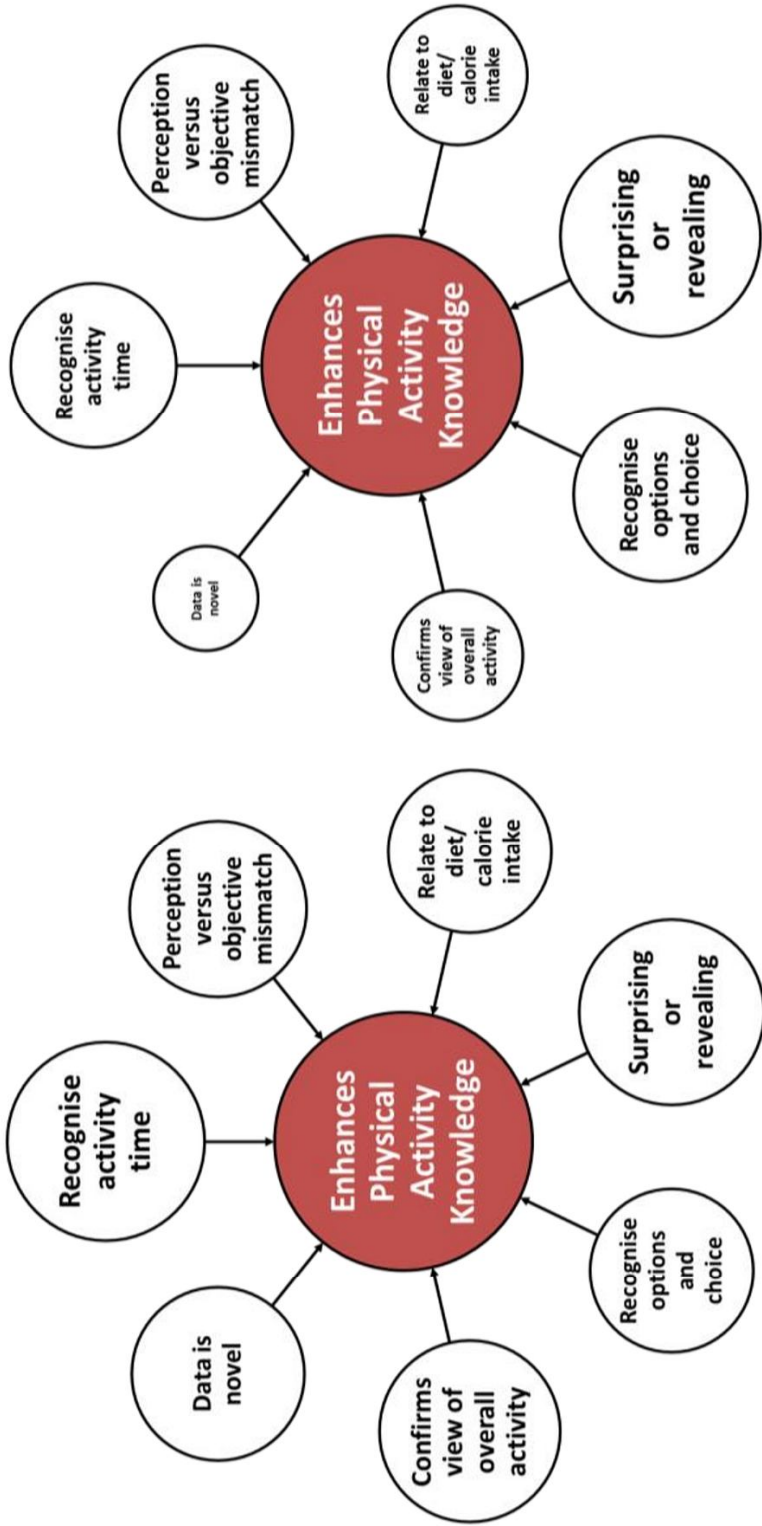 Recognise
activity
time
Perception
versus
objective
mismatch
Relate to
diet/
calorie
intake
Surprising
or
revealing
Recognise
options
and
choice
Confirms
view of
overall
activity
Data is
novel
Enhances
Physical
Activity
Knowledge
Recognise
activity
time
Perception
versus
objective
mismatch
Relate to
diet/
calorie
intake
Surprising
or
revealing
Recognise
options
and choice
Confirms
view of
overall
activity
Data is
novel
Enhances
Physical
Activity
Knowledge